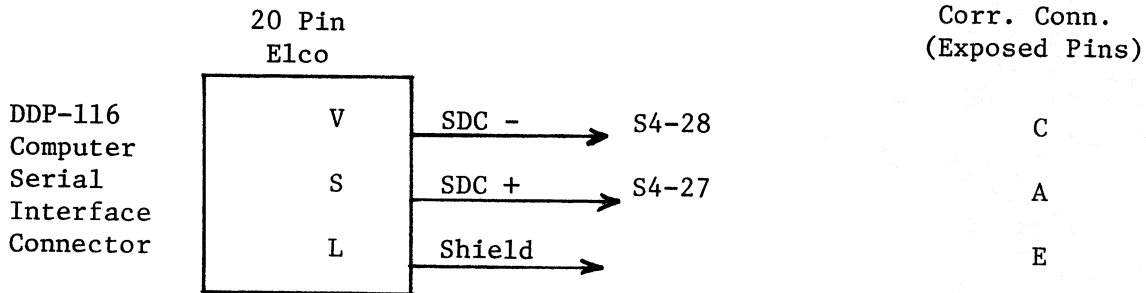 20 Pin
Elco
Corr. Conn.
(Exposed Pins)
DDP-116
Computer
Serial
Interface
Connector
V SDC - S4-28 C
S SDC + S4-27 A
L Shield E